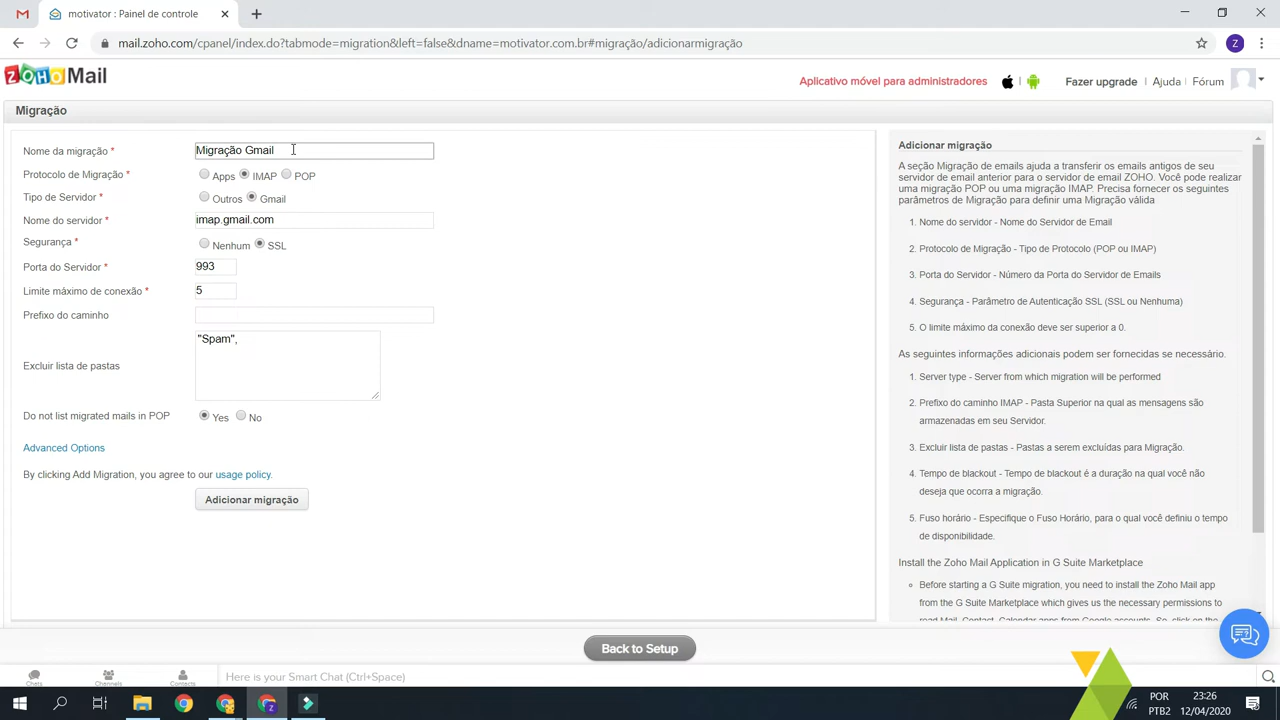 motivator : Painel de controle
mail.zoho.com/cpanel/index.do?tabmode=migration&left=false&dname=motivator.com.br#migração/adicionarmigração
Z
ZOHO Mail
Aplicativo móvel para administradores
Fazer upgrade
Ajuda
Fórum
Migração
Nome da migração *
Migração Gmail
Protocolo de Migração *
Apps IMAP POP
Tipo de Servidor *
Outros Gmail
Nome do servidor *
imap.gmail.com
Segurança *
Nenhum SSL
Porta do Servidor *
993
Limite máximo de conexão *
5
Prefixo do caminho
Excluir lista de pastas
"Spam",
Do not list migrated mails in POP
Yes No
Advanced Options
By clicking Add Migration, you agree to our usage policy.
Adicionar migração
Adicionar migração
A seção Migração de emails ajuda a transferir os emails antigos de seu
servidor de email anterior para o servidor de email ZOHO. Você pode realizar
uma migração POP ou uma migração IMAP. Precisa fornecer os seguintes
parâmetros de Migração para definir uma Migração válida
1. Nome do servidor - Nome do Servidor de Email
2. Protocolo de Migração - Tipo de Protocolo (POP ou IMAP)
3. Porta do Servidor - Número da Porta do Servidor de Emails
4. Segurança - Parâmetro de Autenticação SSL (SSL ou Nenhuma)
5. O limite máximo da conexão deve ser superior a 0.
As seguintes informações adicionais podem ser fornecidas se necessário.
1. Server type - Server from which migration will be performed
2. Prefixo do caminho IMAP - Pasta Superior na qual as mensagens são
armazenadas em seu Servidor.
3. Excluir lista de pastas - Pastas a serem excluídas para Migração.
4. Tempo de blackout - Tempo de blackout é a duração na qual você não
deseja que ocorra a migração.
5. Fuso horário - Especifique o Fuso Horário, para o qual você definiu o tempo
de disponibilidade.
Install the Zoho Mail Application in G Suite Marketplace
Before starting a G Suite migration, you need to install the Zoho Mail app
from the G Suite Marketplace which gives us the necessary permissions to
read Mail, Contact, Calendar apps from Google accounts. So, click on the
Back to Setup
Chats
Channels
Contacts
Here is your Smart Chat (Ctrl+Space)
POR
PTB2
23:26
12/04/2020